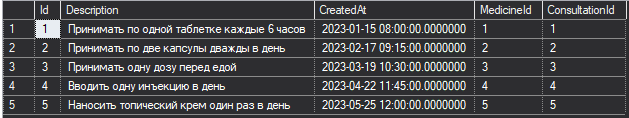 Id Description CreatedAt MedicineId ConsultationId
1 1 Принимать по одной таблетке каждые 6 часов 2023-01-15 08:00:00.0000000 1 1
2 2 Принимать по две капсулы дважды в день 2023-02-17 09:15:00.0000000 2 2
3 3 Принимать одну дозу перед едой 2023-03-19 10:30:00.0000000 3 3
4 4 Вводить одну инъекцию в день 2023-04-22 11:45:00.0000000 4 4
5 5 Наносить топический крем один раз в день 2023-05-25 12:00:00.0000000 5 5